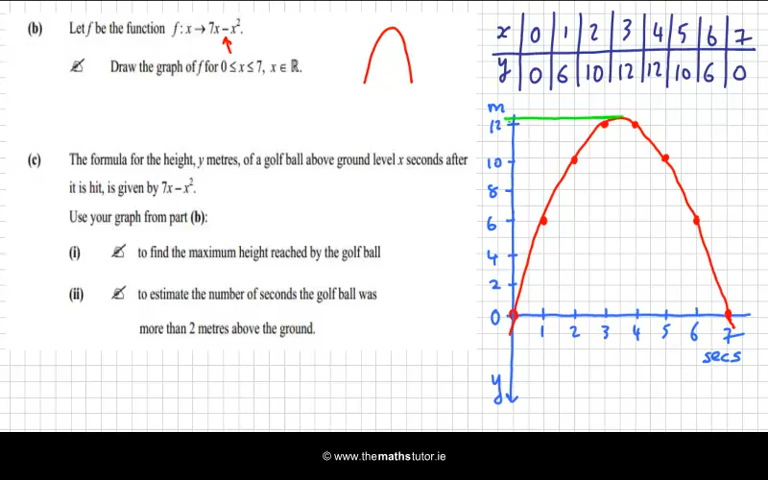 (b) Let f be the function f : x → 7x – x².
Draw the graph of f for 0 ≤ x ≤ 7, x ∈ ℝ.
(c) The formula for the height, y metres, of a golf ball above ground level x seconds after
it is hit, is given by 7x – x².
Use your graph from part (b):
(i) to find the maximum height reached by the golf ball
(ii) to estimate the number of seconds the golf ball was
more than 2 metres above the ground.
x 0 1 2 3 4 5 6 7
y 0 6 10 12 12 10 6 0
m
12
10
8
6
4
2
0
1 2 3 4 5 6 7
secs
y
© www.themathstutor.ie